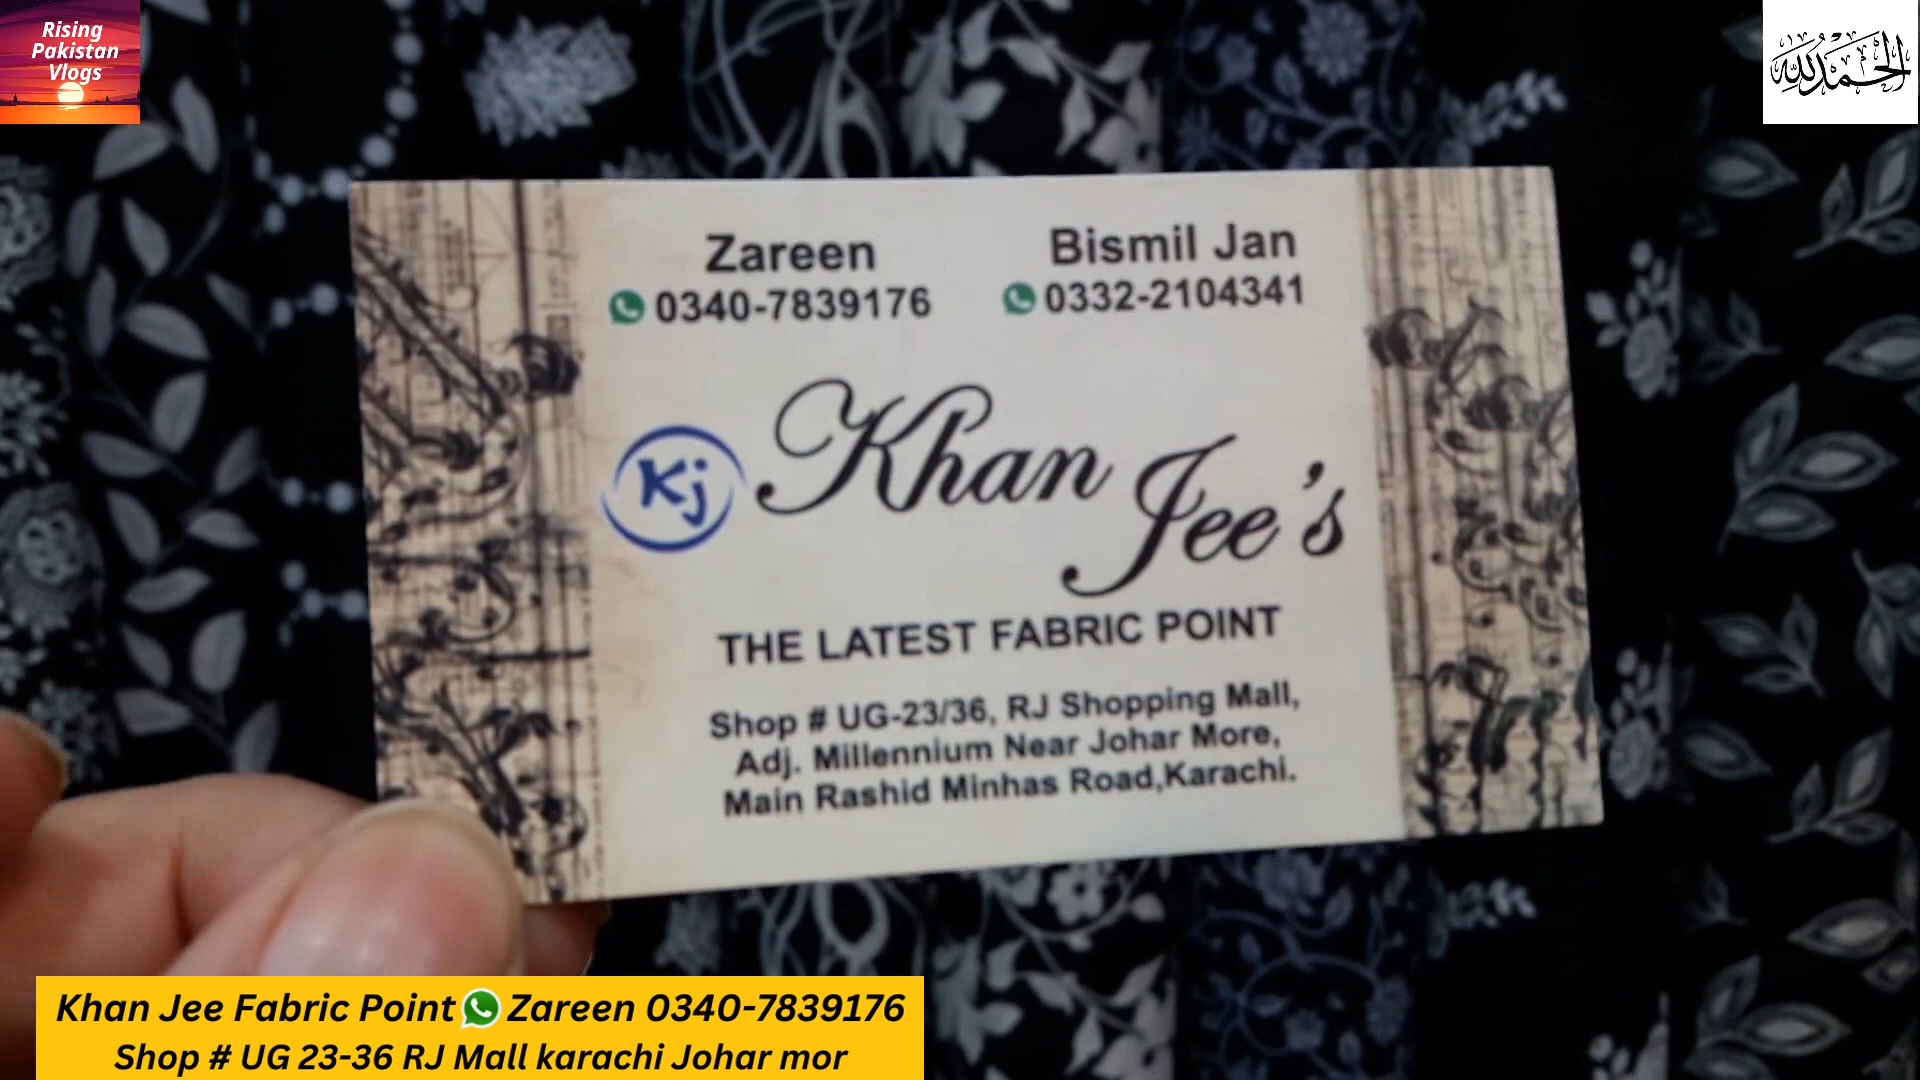 Rising
Pakistan
Vlogs
الحمدلله
Zareen
0340-7839176
Bismil Jan
0332-2104341
Kj
Khan
Jee's
THE LATEST FABRIC POINT
Shop # UG-23/36, RJ Shopping Mall,
Adj. Millennium Near Johar More,
Main Rashid Minhas Road,Karachi.
Khan Jee Fabric Point Zareen 0340-7839176
Shop # UG 23-36 RJ Mall karachi Johar mor